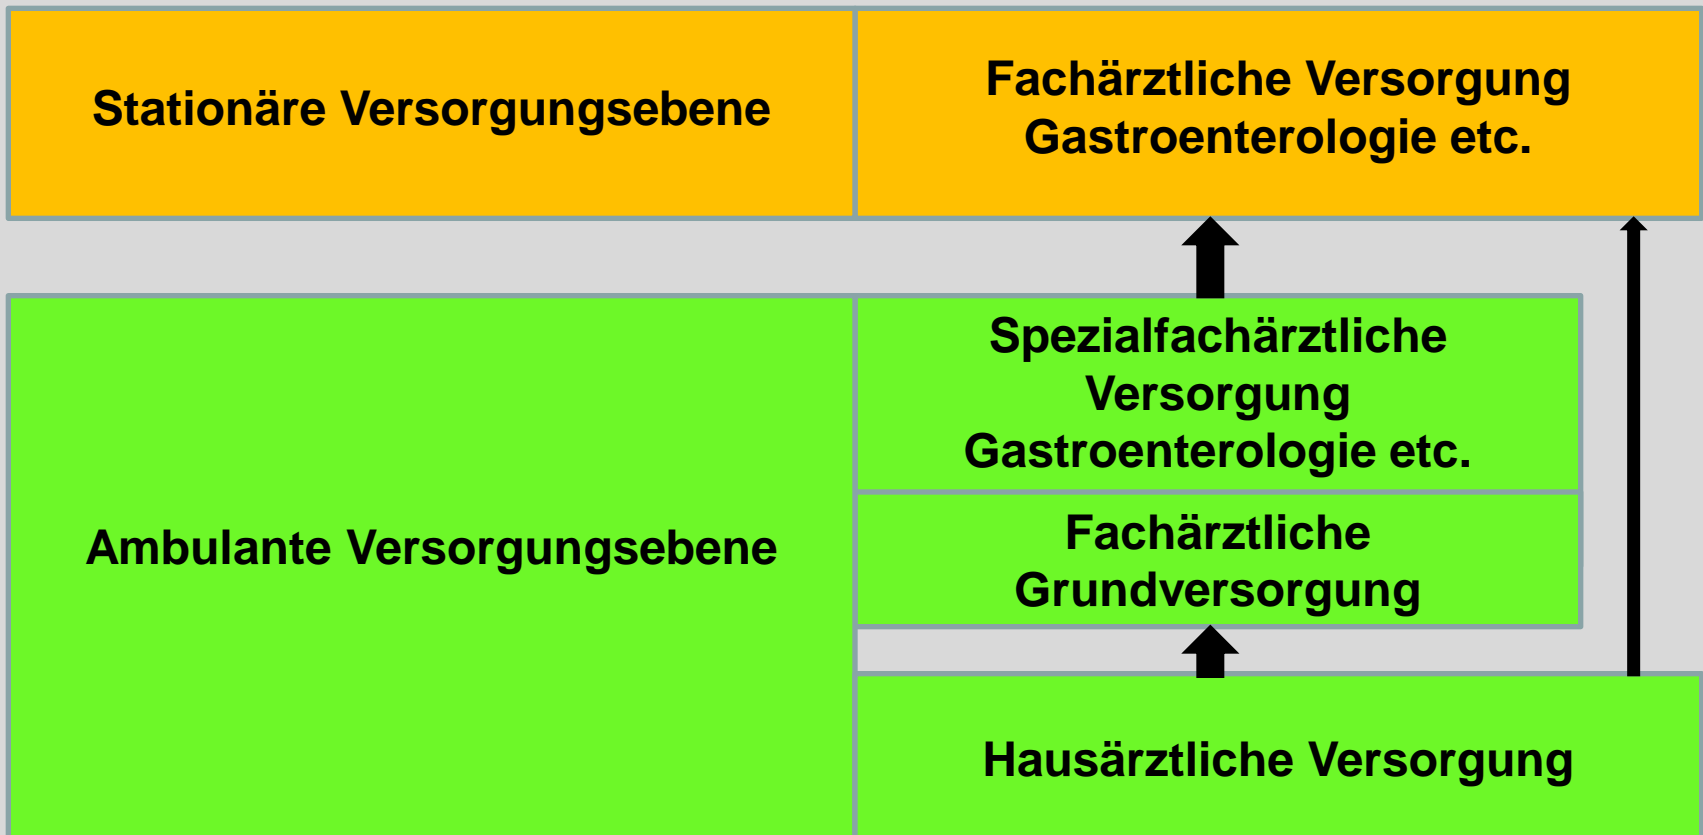 Stationäre Versorgungsebene
Fachärztliche Versorgung
Gastroenterologie etc.
Ambulante Versorgungsebene
Spezialfachärztliche
Versorgung
Gastroenterologie etc.
Fachärztliche
Grundversorgung
Hausärztliche Versorgung